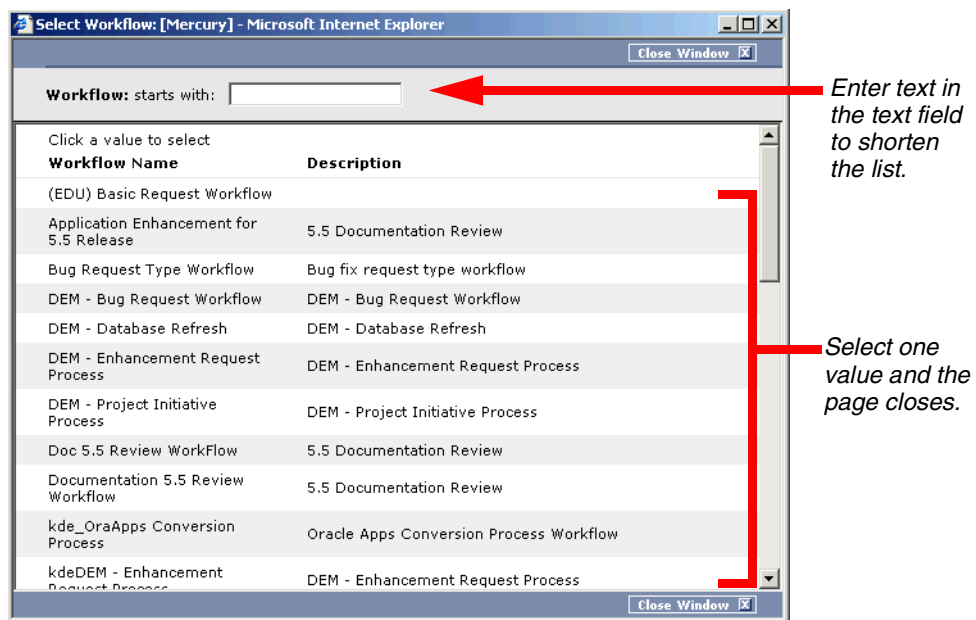 Select Workflow: [Mercury] - Microsoft Internet Explorer
Close Window
Workflow: starts with:
Enter text in
the text field
to shorten
the list.
Click a value to select
Workflow Name Description
(EDU) Basic Request Workflow
Application Enhancement for
5.5 Release
5.5 Documentation Review
Bug Request Type Workflow Bug fix request type workflow
DEM - Bug Request Workflow DEM - Bug Request Workflow
DEM - Database Refresh DEM - Database Refresh
DEM - Enhancement Request
Process
DEM - Enhancement Request Process
Select one
value and the
page closes.
DEM - Project Initiative
Process
DEM - Project Initiative Process
Doc 5.5 Review WorkFlow 5.5 Documentation Review
Documentation 5.5 Review
Workflow
5.5 Documentation Review
kde_OraApps Conversion
Process
Oracle Apps Conversion Process Workflow
kdeDEM - Enhancement
Request Process
DEM - Enhancement Request Process
Close Window